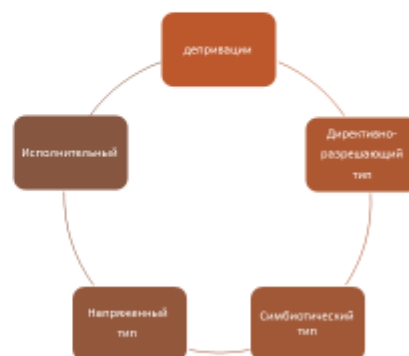 депривации
Директивно-
разрешающий
тип
Симбиотический
тип
Напряженный
тип
Исполнительный